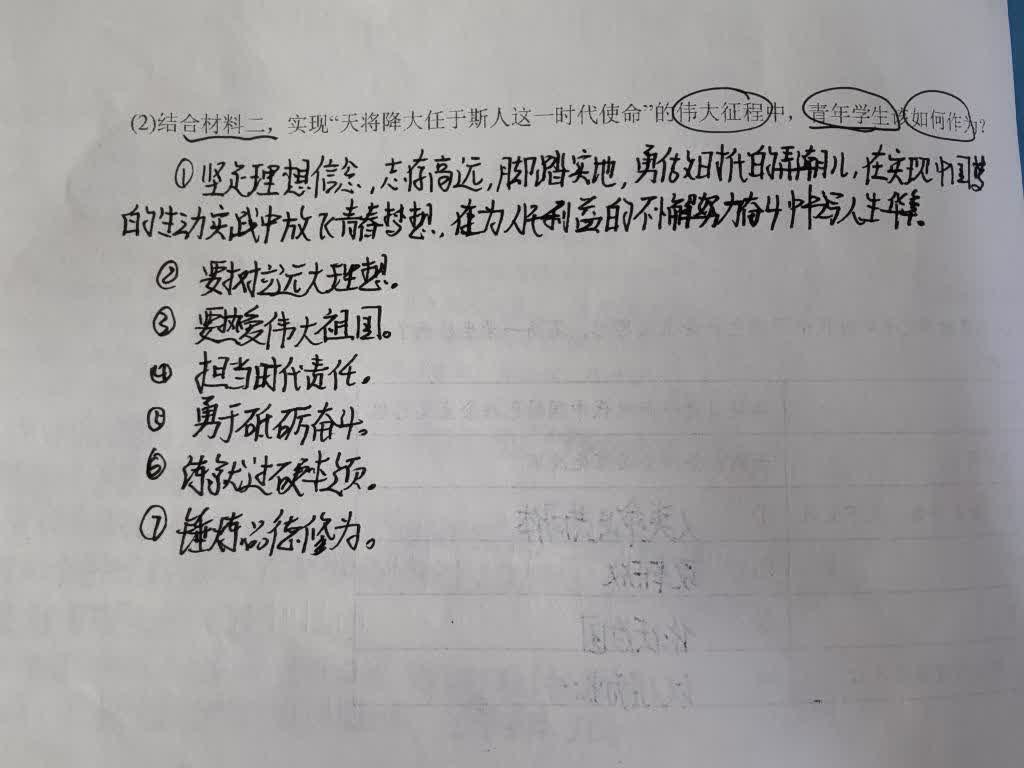 (2)结合材料二，实现“天将降大任于斯人这一时代使命”的伟大征程中，青年学生该如何作为？
①坚定理想信念，志存高远，脚踏实地，勇做时代的弄潮儿，在实现中国梦
的生动实践中放飞青春梦想，在为人民利益的不懈努力奋斗中书写人生华章。
②要树立远大理想。
③要热爱伟大祖国。
④担当时代责任。
⑤勇于砥砺奋斗。
⑥练就过硬本领。
⑦锤炼品德修为。